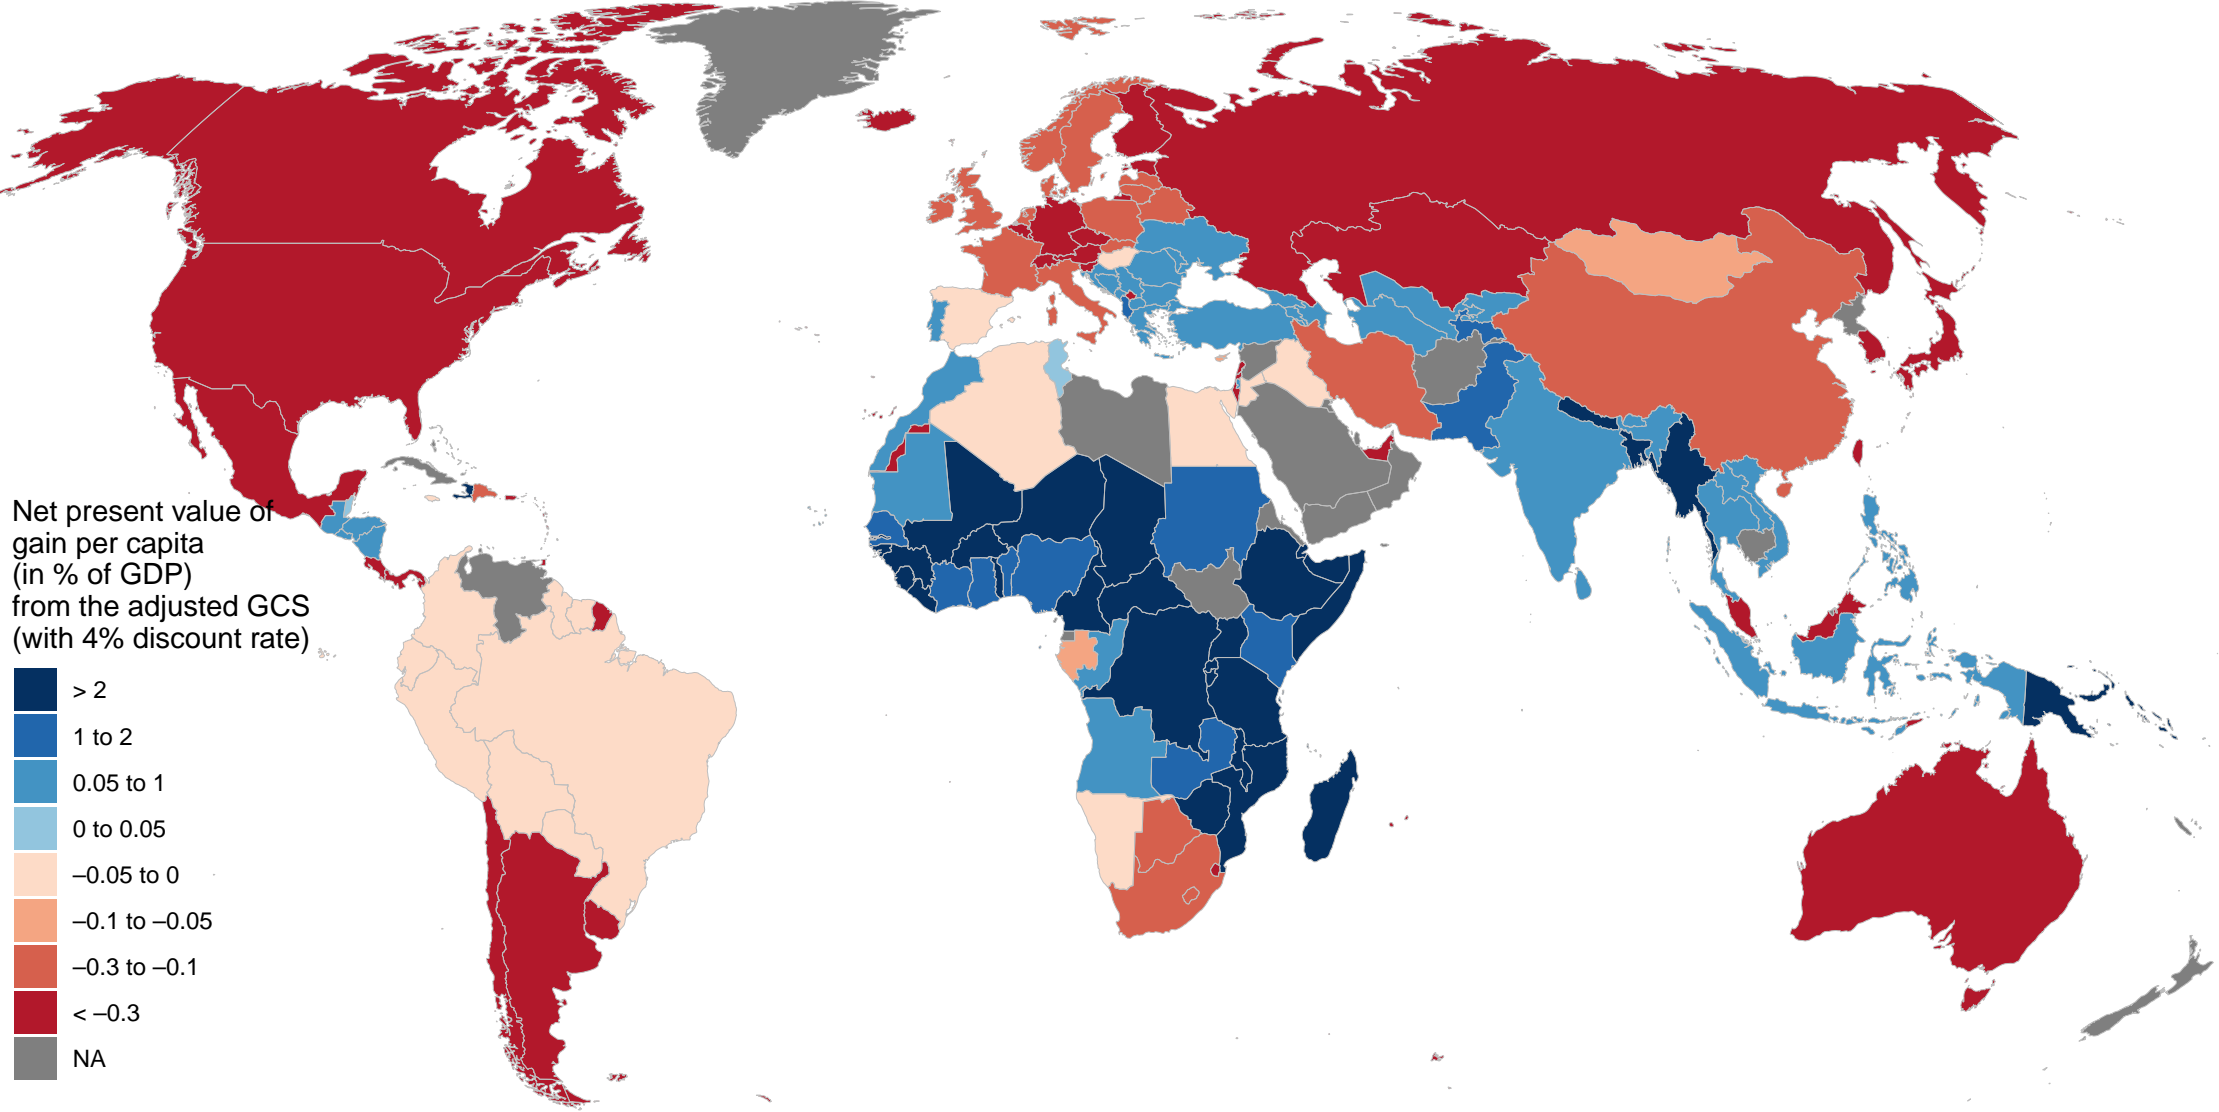 Net present value of
gain per capita
(in % of GDP)
from the adjusted GCS
(with 4% discount rate)
> 2
1 to 2
0.05 to 1
0 to 0.05
–0.05 to 0
–0.1 to –0.05
–0.3 to –0.1
< –0.3
NA